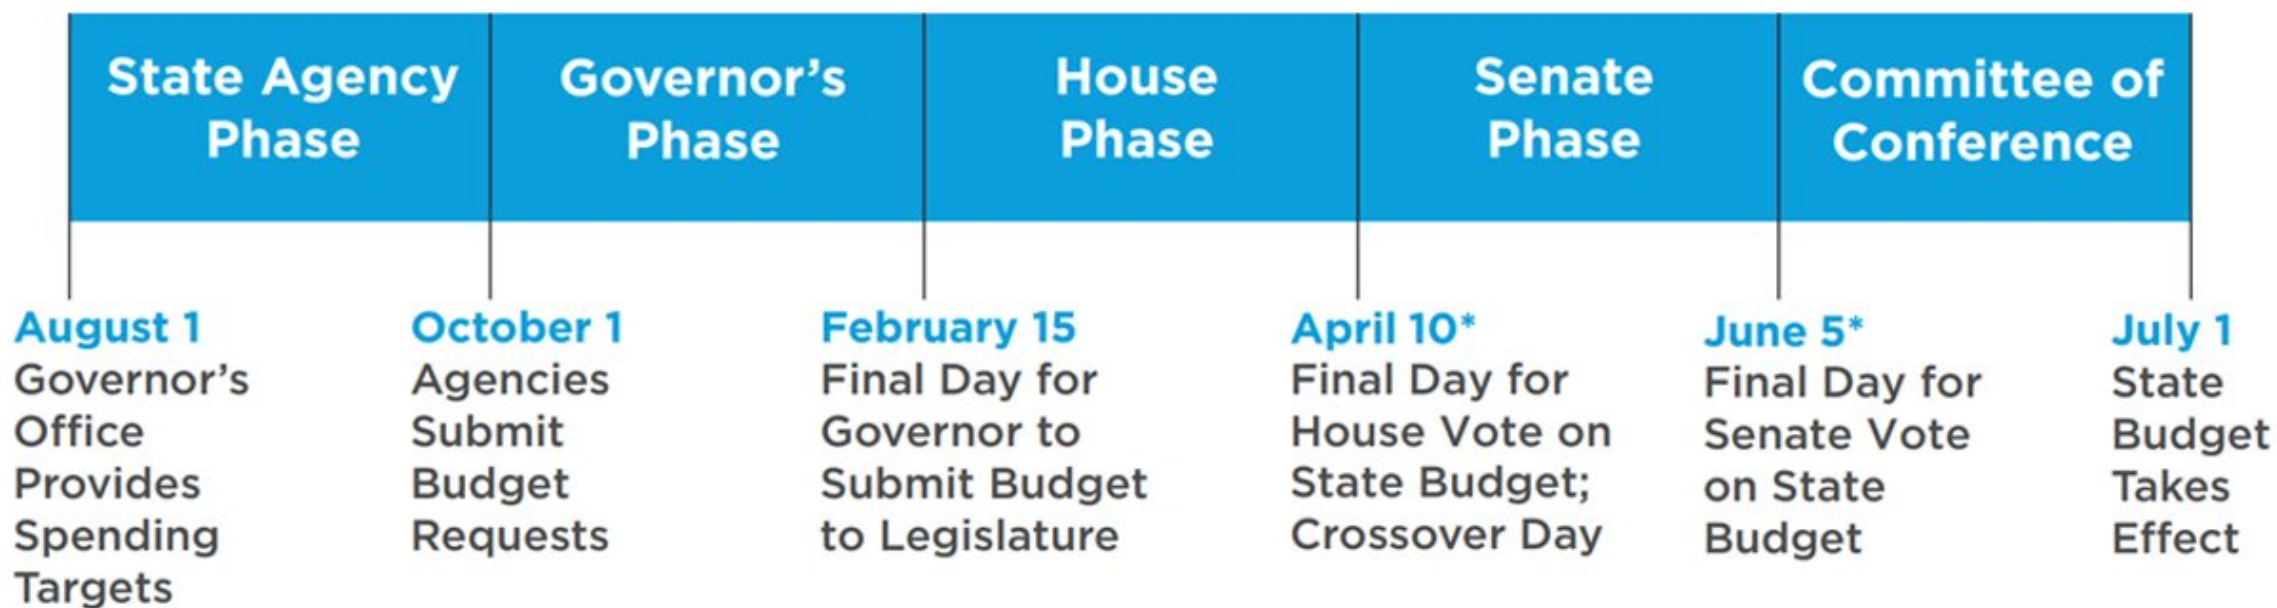 State Agency
Phase
Governor's
Phase
House
Phase
Senate
Phase
Committee of
Conference
August 1
Governor's
Office
Provides
Spending
Targets
October 1
Agencies
Submit
Budget
Requests
February 15
Final Day for
Governor to
Submit Budget
to Legislature
April 10*
Final Day for
House Vote on
State Budget;
Crossover Day
June 5*
Final Day for
Senate Vote
on State
Budget
July 1
State
Budget
Takes
Effect